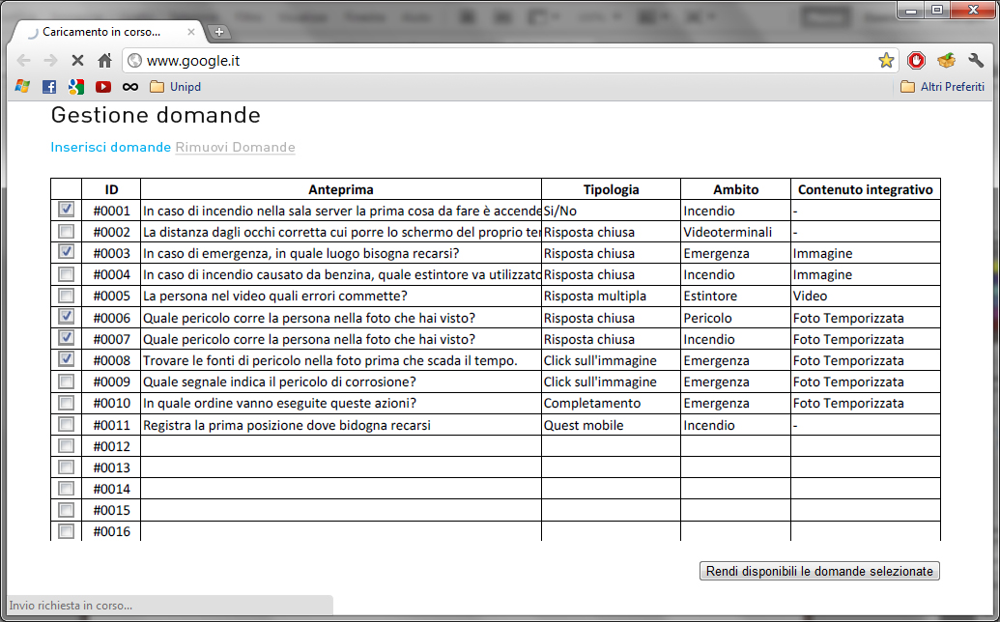 Caricamento in corso...
www.google.it
Unipd
Altri Preferiti
Gestione domande
Inserisci domande Rimuovi Domande
ID Anteprima Tipologia Ambito Contenuto integrativo
#0001 In caso di incendio nella sala server la prima cosa da fare è accende Si/No Incendio -
#0002 La distanza dagli occhi corretta cui porre lo schermo del proprio ter Risposta chiusa Videoterminali -
#0003 In caso di emergenza, in quale luogo bisogna recarsi? Risposta chiusa Emergenza Immagine
#0004 In caso di incendio causato da benzina, quale estintore va utilizzato Risposta chiusa Incendio Immagine
#0005 La persona nel video quali errori commette? Risposta multipla Estintore Video
#0006 Quale pericolo corre la persona nella foto che hai visto? Risposta chiusa Pericolo Foto Temporizzata
#0007 Quale pericolo corre la persona nella foto che hai visto? Risposta chiusa Incendio Foto Temporizzata
#0008 Trovare le fonti di pericolo nella foto prima che scada il tempo. Click sull'immagine Emergenza Foto Temporizzata
#0009 Quale segnale indica il pericolo di corrosione? Click sull'immagine Emergenza Foto Temporizzata
#0010 In quale ordine vanno eseguite queste azioni? Completamento Emergenza Foto Temporizzata
#0011 Registra la prima posizione dove bidogna recarsi Quest mobile Incendio -
#0012
#0013
#0014
#0015
#0016
Rendi disponibili le domande selezionate
Invio richiesta in corso...